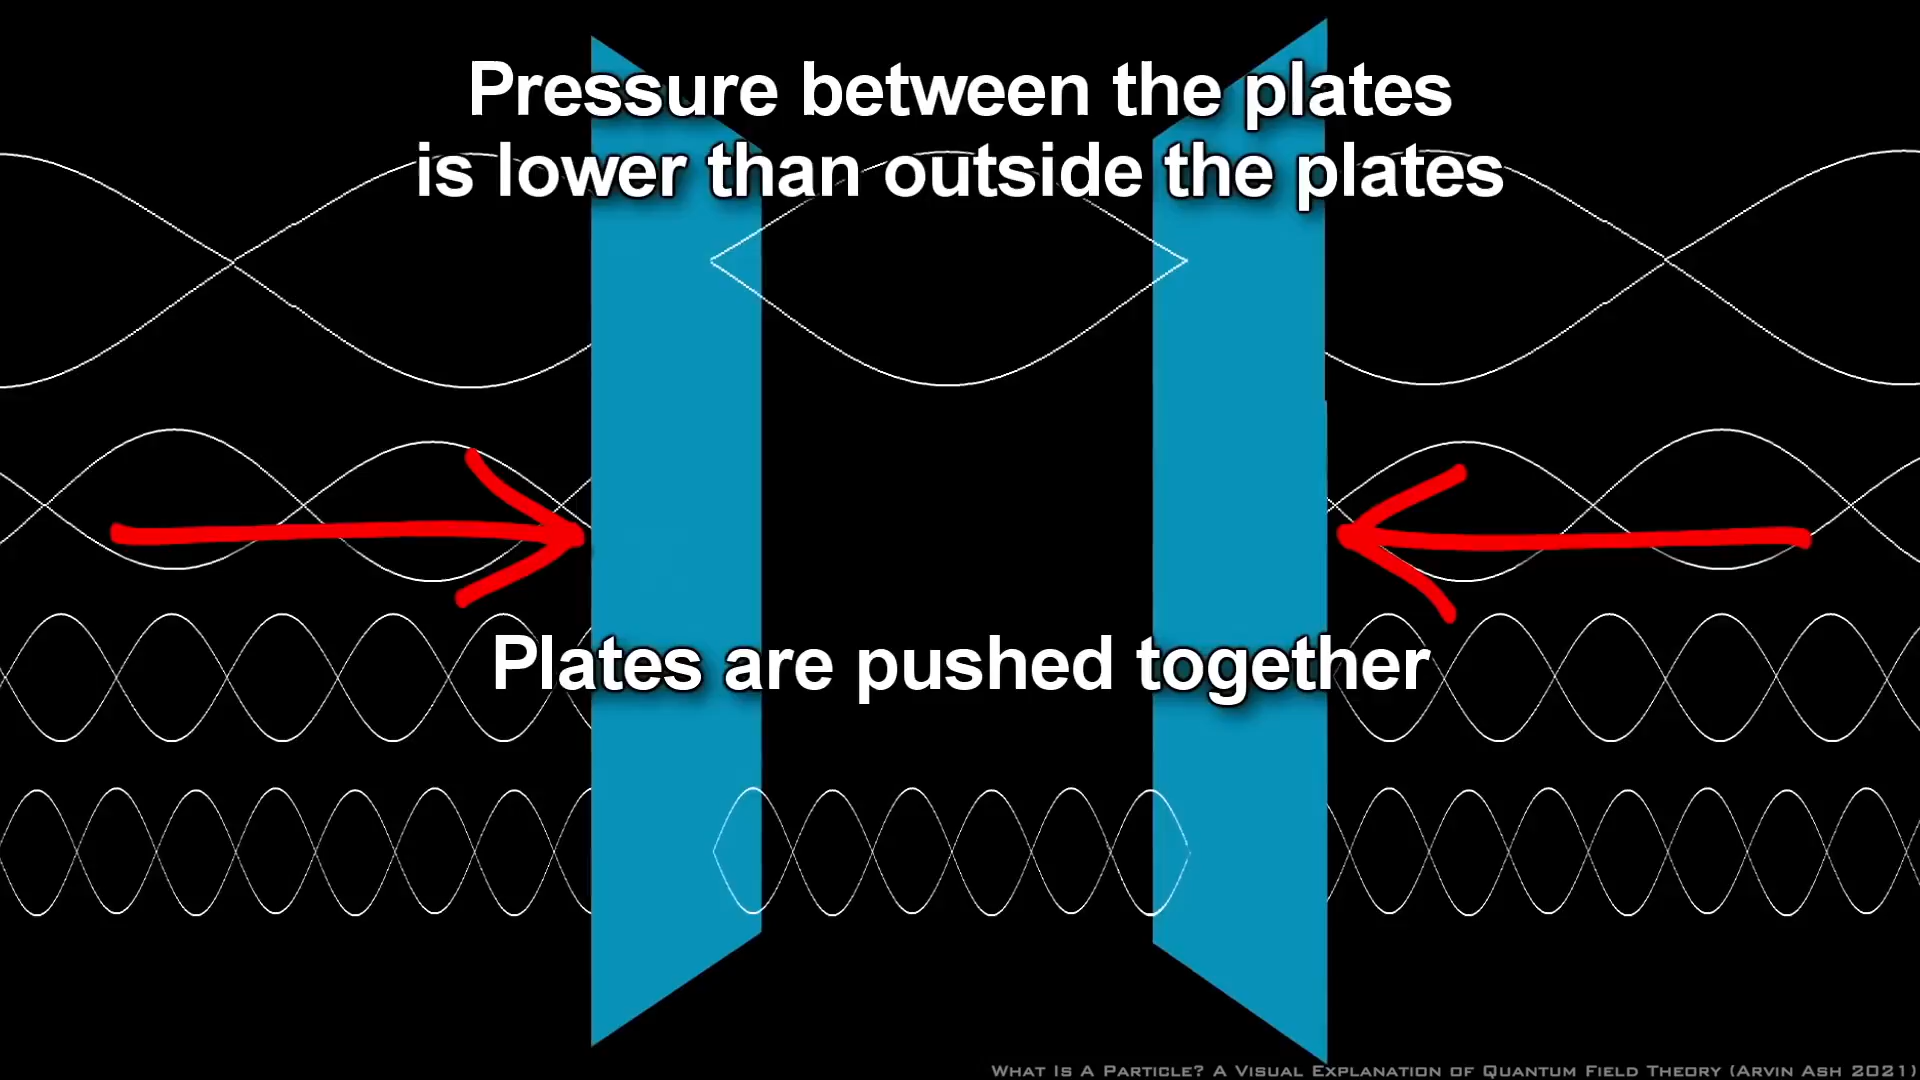 Pressure between the plates
is lower than outside the plates
Plates are pushed together
What Is A Particle? A Visual Explanation of Quantum Field Theory (Arvin Ash 2021)